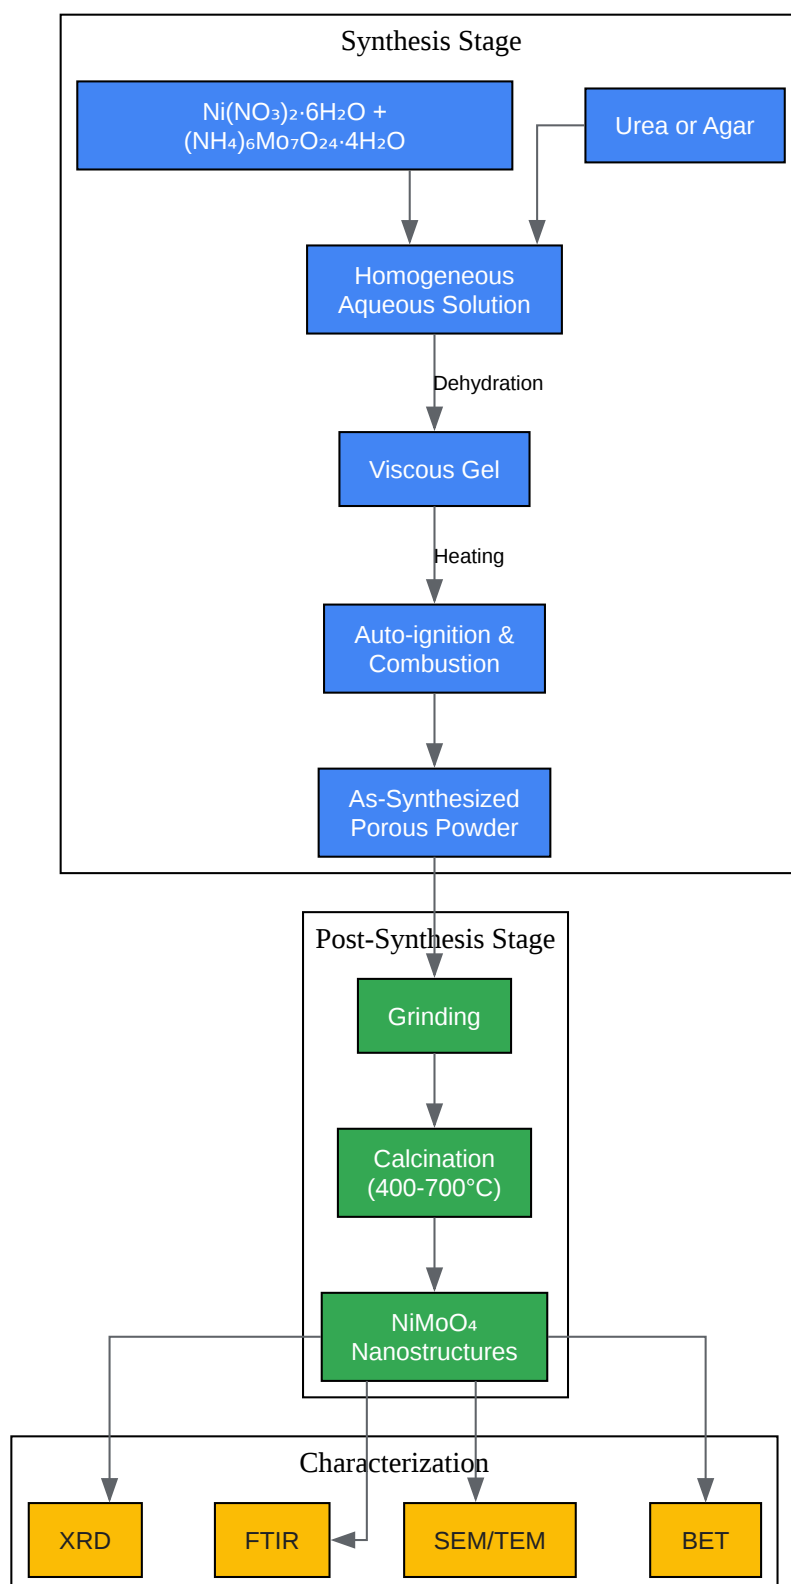 Synthesis Stage
Ni(NO₃)₂·6H₂O +
(NH₄)₆Mo₇O₂₄·4H₂O
Urea or Agar
Homogeneous
Aqueous Solution
Dehydration
Viscous Gel
Heating
Auto-ignition &
Combustion
As-Synthesized
Porous Powder
Post-Synthesis Stage
Grinding
Calcination
(400-700°C)
NiMoO₄
Nanostructures
Characterization
XRD
FTIR
SEM/TEM
BET